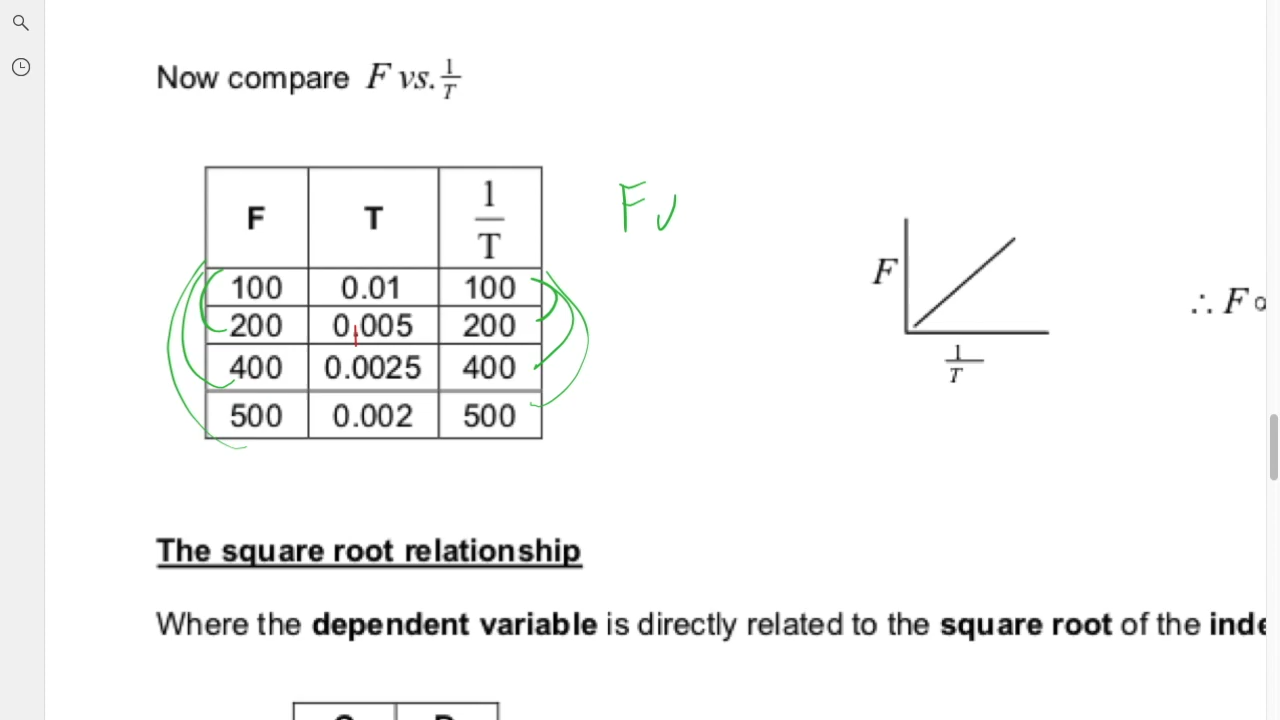 Now compare F vs. 1/T
F T 1/T
100 0.01 100
200 0.005 200
400 0.0025 400
500 0.002 500
F
F
1/T
∴ F
The square root relationship
Where the dependent variable is directly related to the square root of the